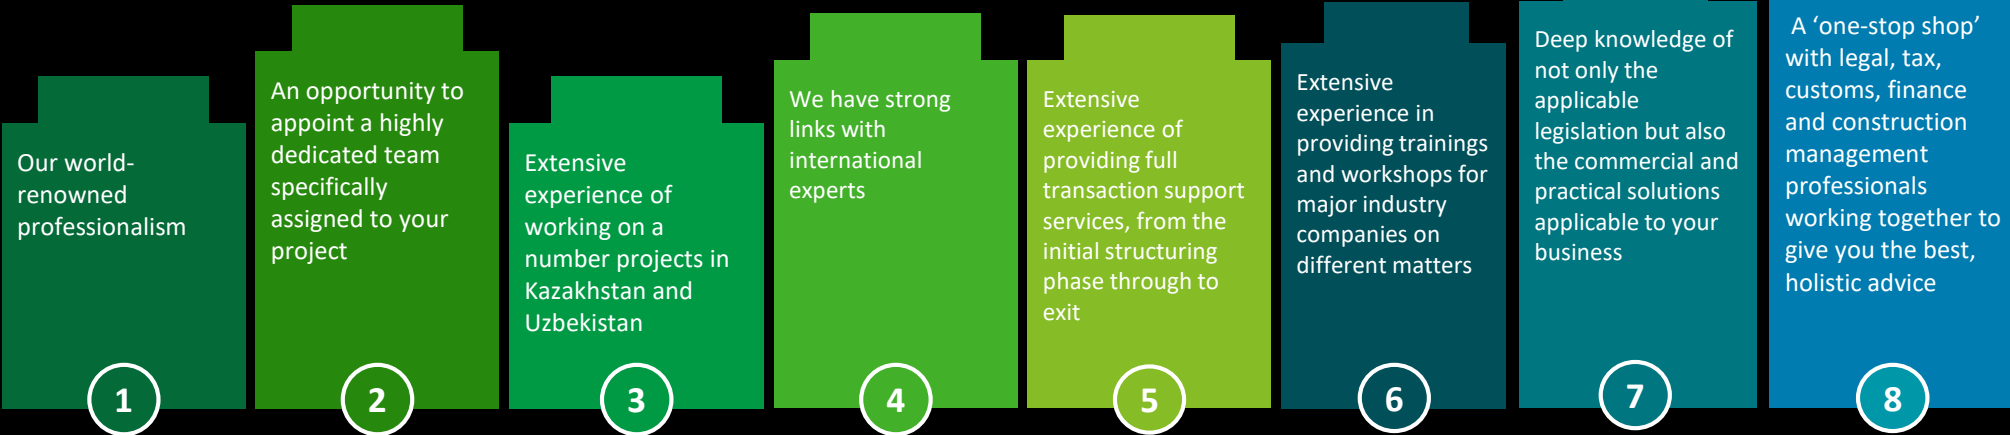 Our world-
renowned
professionalism
1
An opportunity to
appoint a highly
dedicated team
specifically
assigned to your
project
2
Extensive
experience of
working on a
number projects in
Kazakhstan and
Uzbekistan
3
We have strong
links with
international
experts
4
Extensive
experience of
providing full
transaction support
services, from the
initial structuring
phase through to
exit
5
Extensive
experience in
providing trainings
and workshops for
major industry
companies on
different matters
6
Deep knowledge of
not only the
applicable
legislation but also
the commercial and
practical solutions
applicable to your
business
7
A ‘one-stop shop’
with legal, tax,
customs, finance
and construction
management
professionals
working together to
give you the best,
holistic advice
8